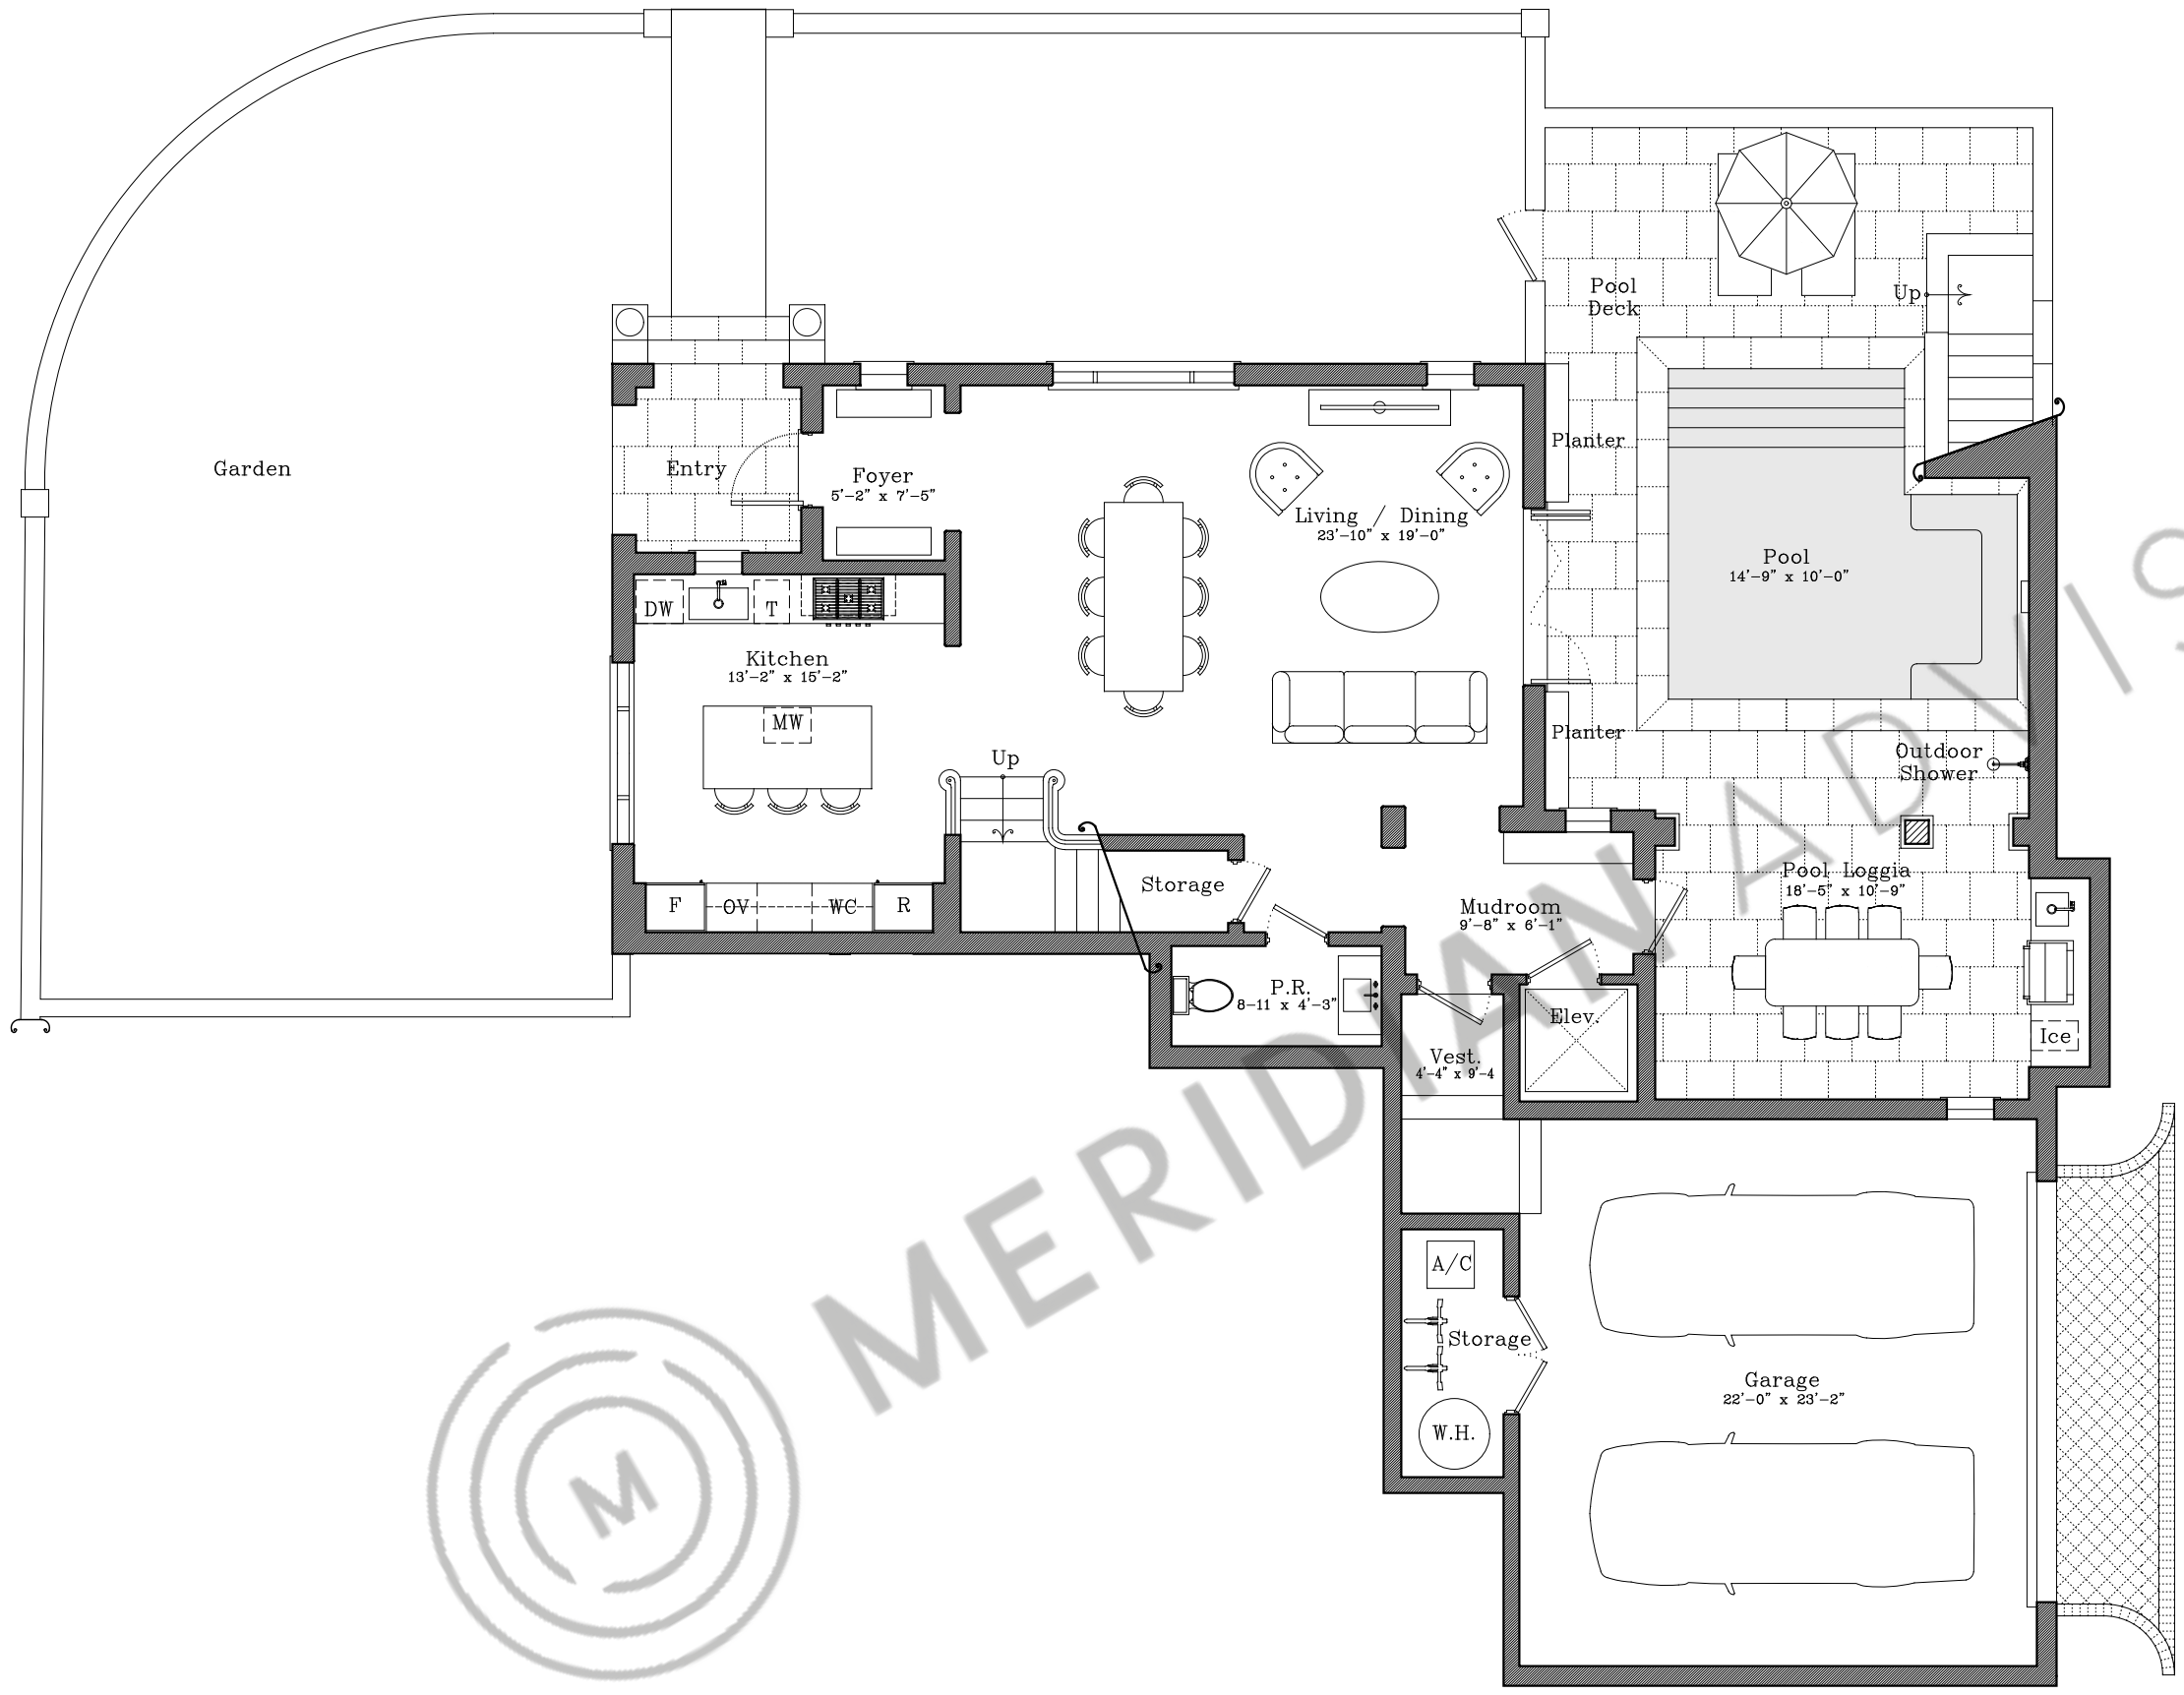 Pool
Deck
Up
Planter
Garden
Entry
Foyer
5'-2" x 7'-5"
Living / Dining
23'-10" x 19'-0"
Pool
14'-9" x 10'-0"
DW
T
Kitchen
13'-2" x 15'-2"
MW
Planter
Outdoor
Shower
Up
Storage
Pool Loggia
18'-5" x 10'-9"
F
OV
WC
R
Mudroom
9'-8" x 6'-1"
P.R.
8-11 x 4'-3"
Elev.
Ice
Vest.
4'-4" x 9'-4
A/C
Storage
Garage
22'-0" x 23'-2"
W.H.
M
MERIDIAN ADVIS